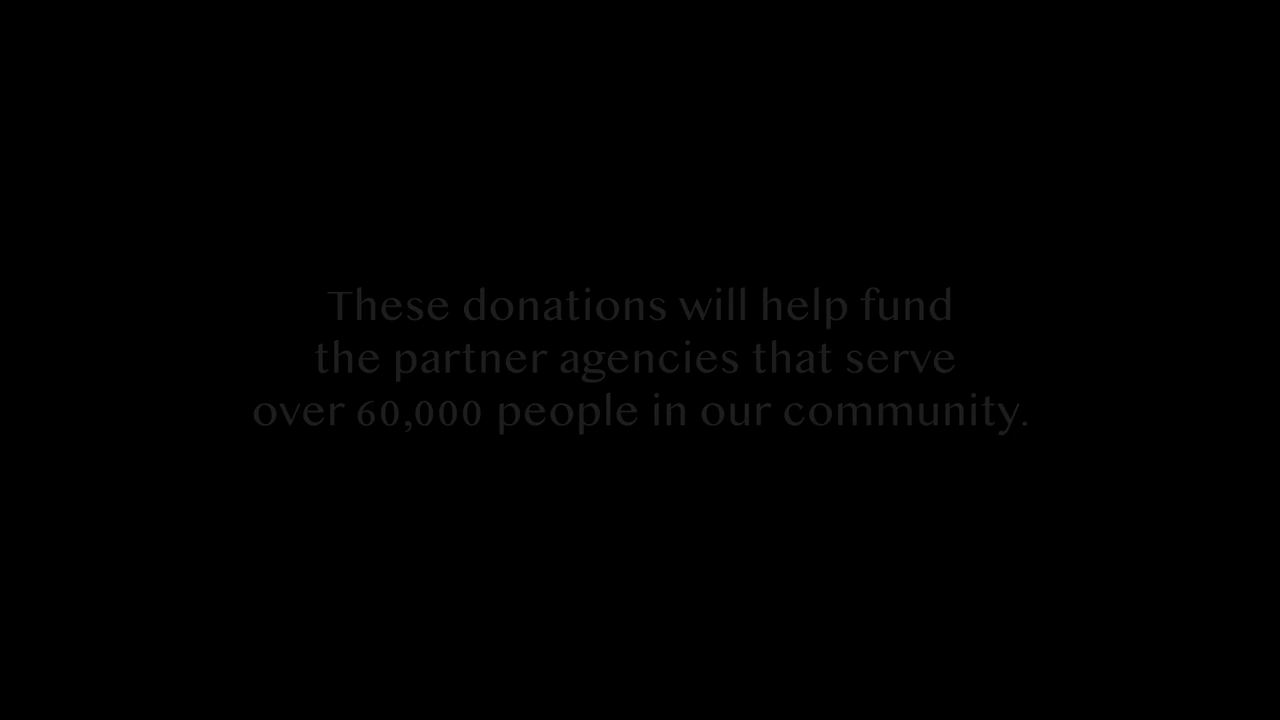 These donations will help fund
the partner agencies that serve
over 60,000 people in our community.